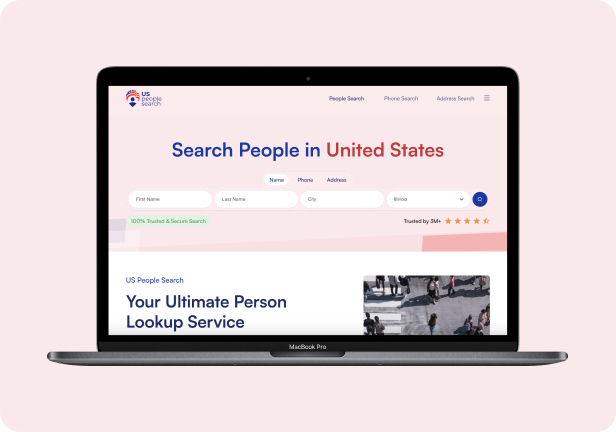 US
people
search
People Search
Phone Search
Address Search
Search People in United States
Name
Phone
Address
First Name
Last Name
City
Illinois
100% Trusted & Secure Search
Trusted by 3M+
US People Search
Your Ultimate Person
Lookup Service
MacBook Pro